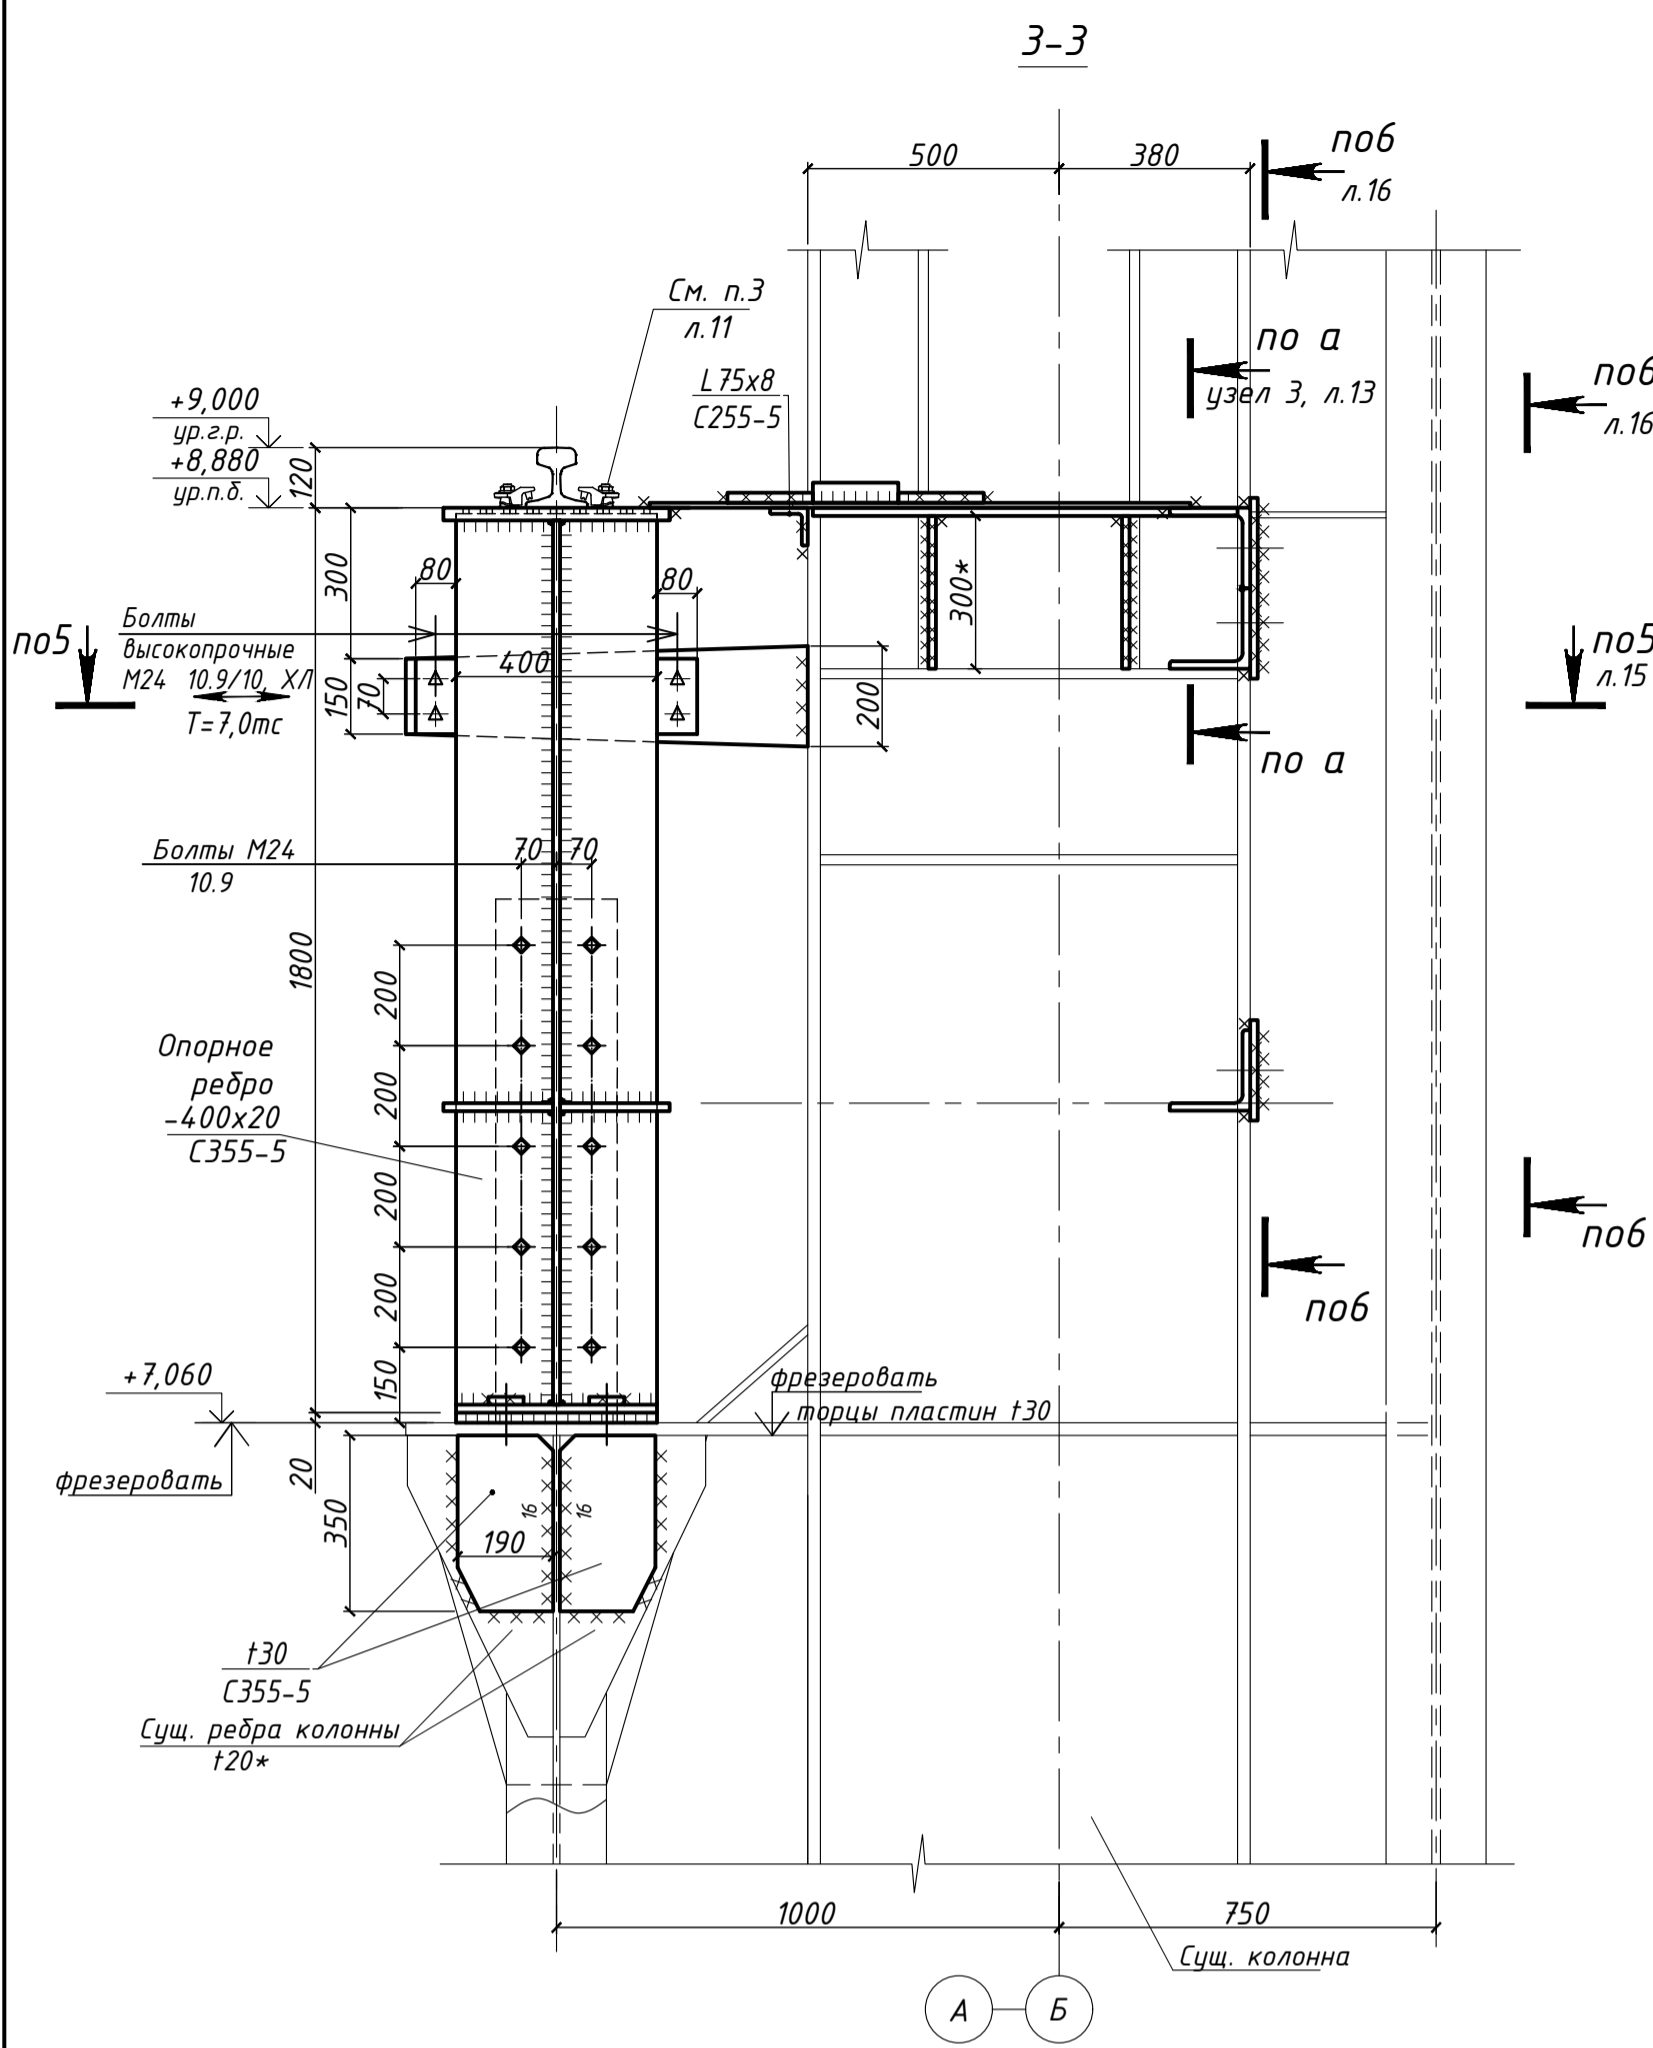 3-3
500
380
по6
л.16
См. п.3
л.11
L75x8
С255-5
по а
узел 3, л.13
по6
л.16
+9,000
ур.г.р.
+8,880
ур.п.б.
120
300
80
80
300*
по5
Болты
высокопрочные
М24 10.9/10, ХЛ
Т=7,0тс
150
70
400
200
по5
л.15
по а
Болты М24
10.9
70
70
1800
200
Опорное
ребро
-400х20
С355-5
200
200
200
150
по6
по6
+7,060
фрезеровать
торцы пластин t30
фрезеровать
20
350
16
16
190
t30
С355-5
Сущ. ребра колонны
t20*
1000
750
Сущ. колонна
А
Б